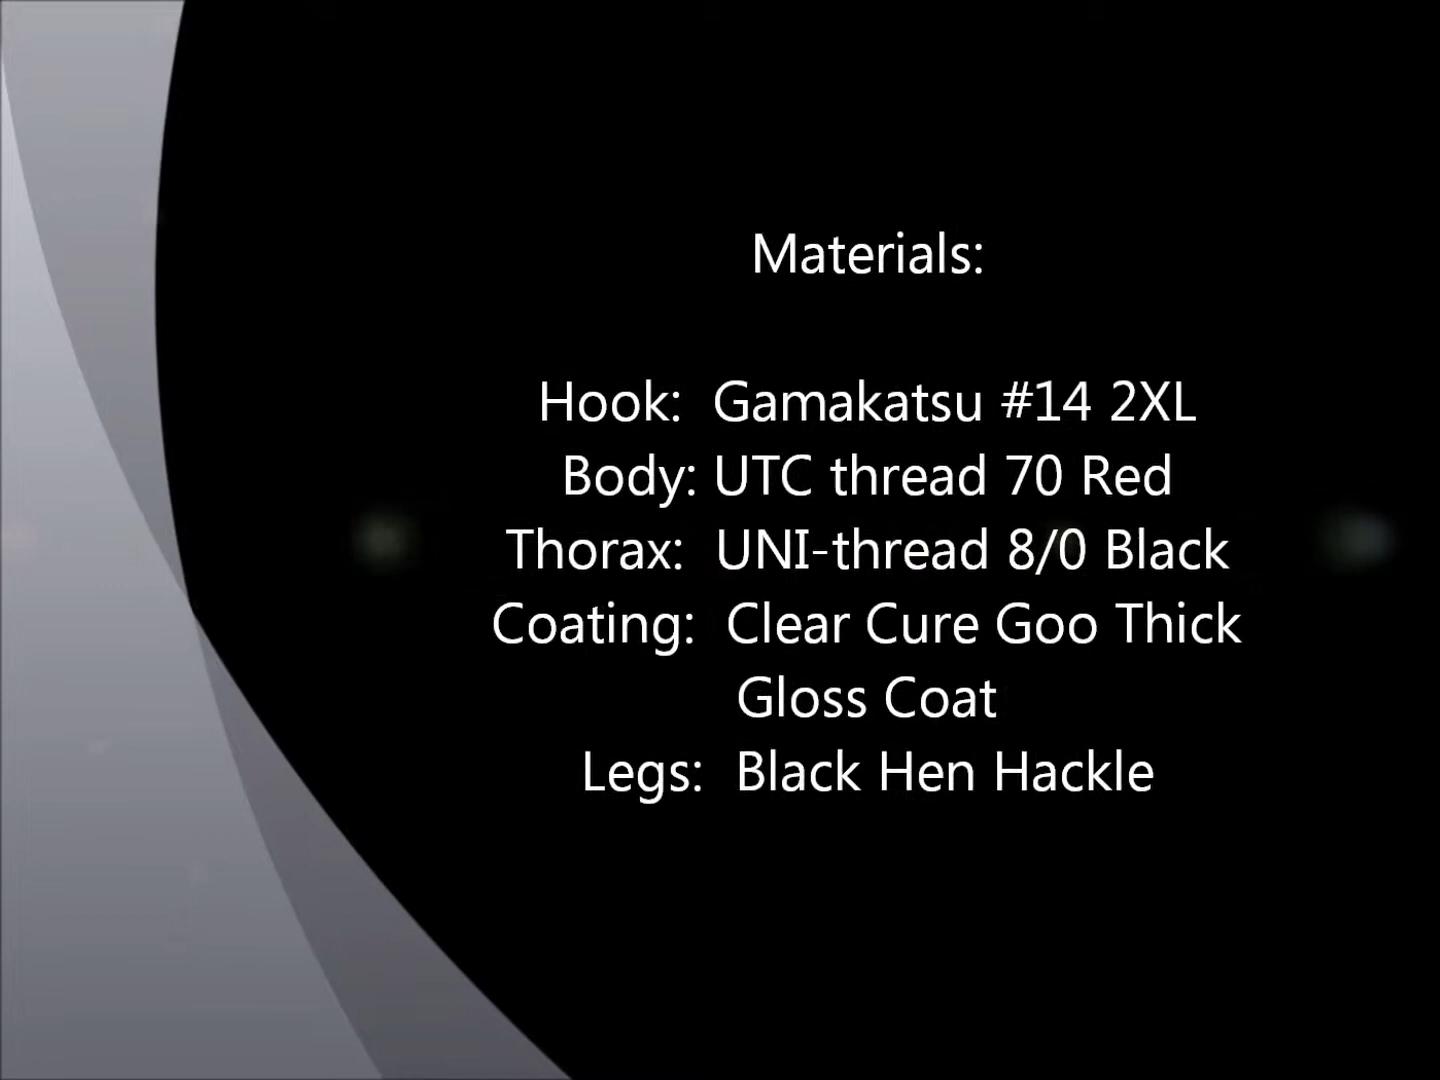 Materials:
Hook: Gamakatsu #14 2XL
Body: UTC thread 70 Red
Thorax: UNI-thread 8/0 Black
Coating: Clear Cure Goo Thick
Gloss Coat
Legs: Black Hen Hackle